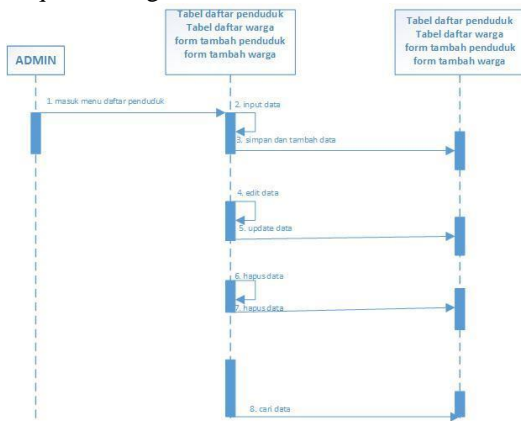 Tabel daftar penduduk
Tabel daftar warga
form tambah penduduk
form tambah warga
Tabel daftar penduduk
Tabel daftar warga
form tambah penduduk
form tambah warga
ADMIN
1. masuk menu daftar penduduk
2. input data
3. simpan dan tambah data
4. edit data
5. update data
6. hapus data
7. hapus data
8. cari data